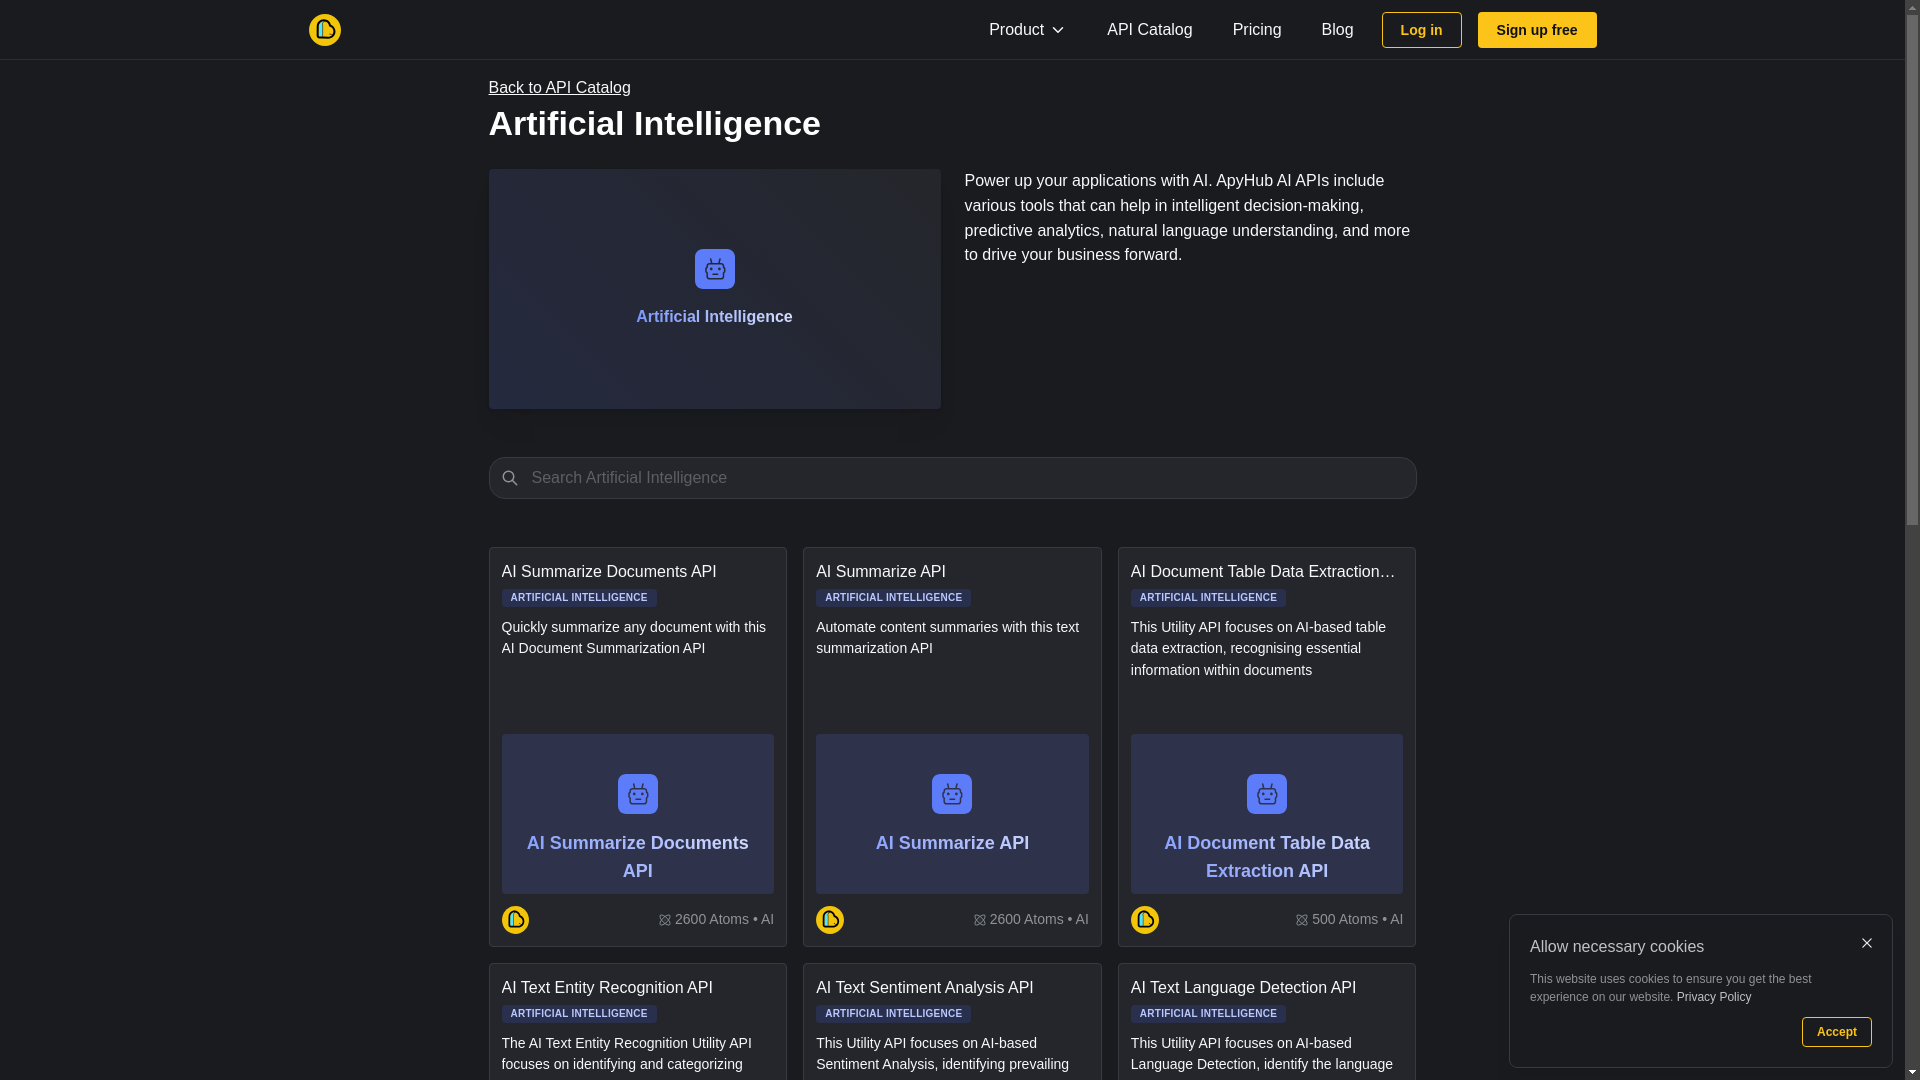 Product
API Catalog
Pricing
Blog
Log in
Sign up free
Back to API Catalog
Artificial Intelligence
Artificial Intelligence
Power up your applications with AI. ApyHub AI APIs include
various tools that can help in intelligent decision-making,
predictive analytics, natural language understanding, and more
to drive your business forward.
Search Artificial Intelligence
AI Summarize Documents API
ARTIFICIAL INTELLIGENCE
Quickly summarize any document with this
AI Document Summarization API
AI Summarize Documents
API
2600 Atoms • AI
AI Summarize API
ARTIFICIAL INTELLIGENCE
Automate content summaries with this text
summarization API
AI Summarize API
2600 Atoms • AI
AI Document Table Data Extraction…
ARTIFICIAL INTELLIGENCE
This Utility API focuses on AI-based table
data extraction, recognising essential
information within documents
AI Document Table Data
Extraction API
500 Atoms • AI
AI Text Entity Recognition API
ARTIFICIAL INTELLIGENCE
The AI Text Entity Recognition Utility API
focuses on identifying and categorizing
AI Text Sentiment Analysis API
ARTIFICIAL INTELLIGENCE
This Utility API focuses on AI-based
Sentiment Analysis, identifying prevailing
AI Text Language Detection API
ARTIFICIAL INTELLIGENCE
This Utility API focuses on AI-based
Language Detection, identify the language
Allow necessary cookies
This website uses cookies to ensure you get the best
experience on our website. Privacy Policy
Accept